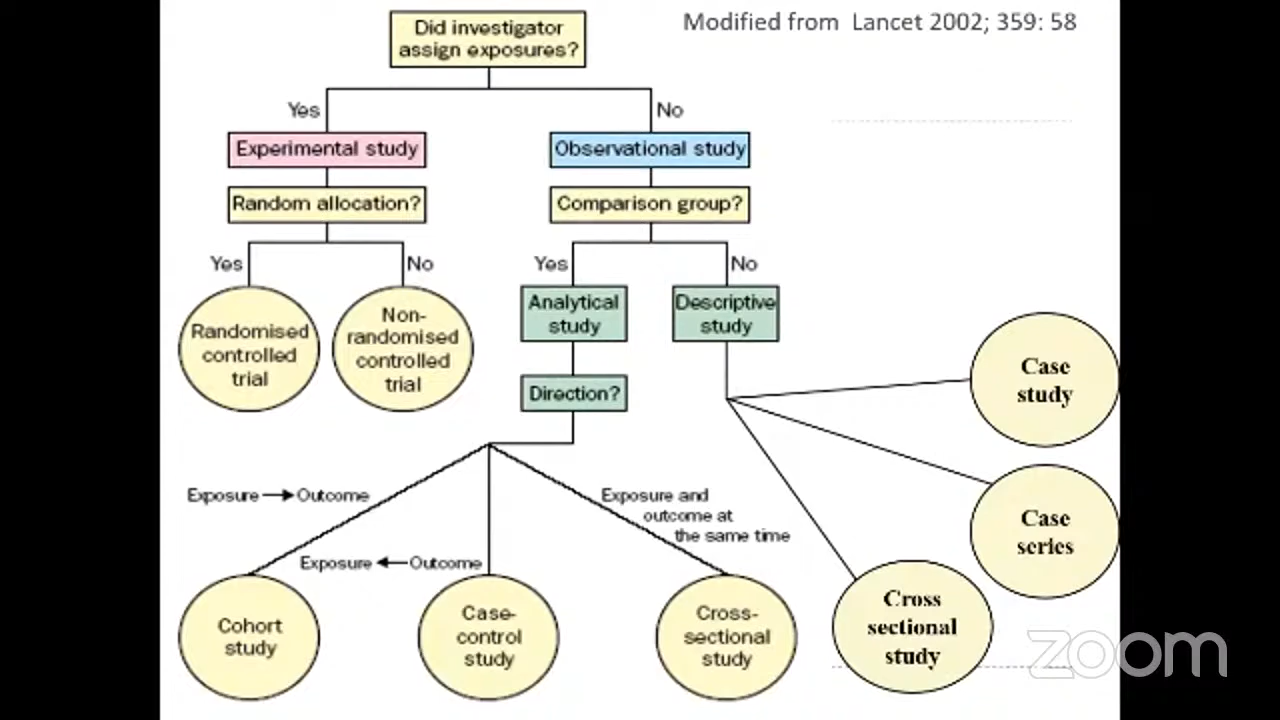 Modified from Lancet 2002; 359: 58
Did investigator
assign exposures?
Yes
No
Experimental study
Observational study
Random allocation?
Comparison group?
Yes
No
Yes
No
Randomised
controlled
trial
Non-
randomised
controlled
trial
Analytical
study
Descriptive
study
Direction?
Case
study
Exposure → Outcome
Exposure and
outcome at
the same time
Exposure ← Outcome
Case
series
Cohort
study
Case-
control
study
Cross-
sectional
study
Cross
sectional
study
zoom